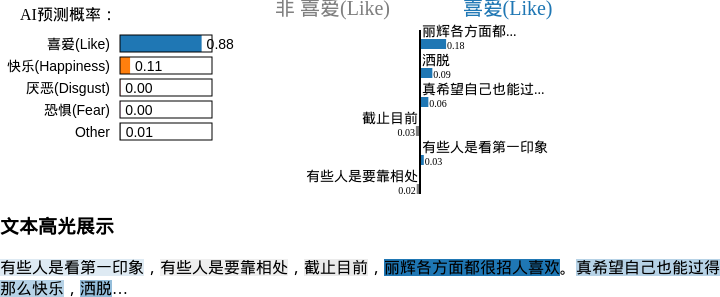 AI预测概率：
喜爱(Like) 0.88
快乐(Happiness) 0.11
厌恶(Disgust) 0.00
恐惧(Fear) 0.00
Other 0.01
非 喜爱(Like) 喜爱(Like)
丽辉各方面都...
0.18
洒脱
0.09
真希望自己也能过...
0.06
截止目前
0.03
有些人是看第一印象
0.03
有些人是要靠相处
0.02
文本高光展示
有些人是看第一印象，有些人是要靠相处，截止目前，丽辉各方面都很招人喜欢。真希望自己也能过得
那么快乐，洒脱...